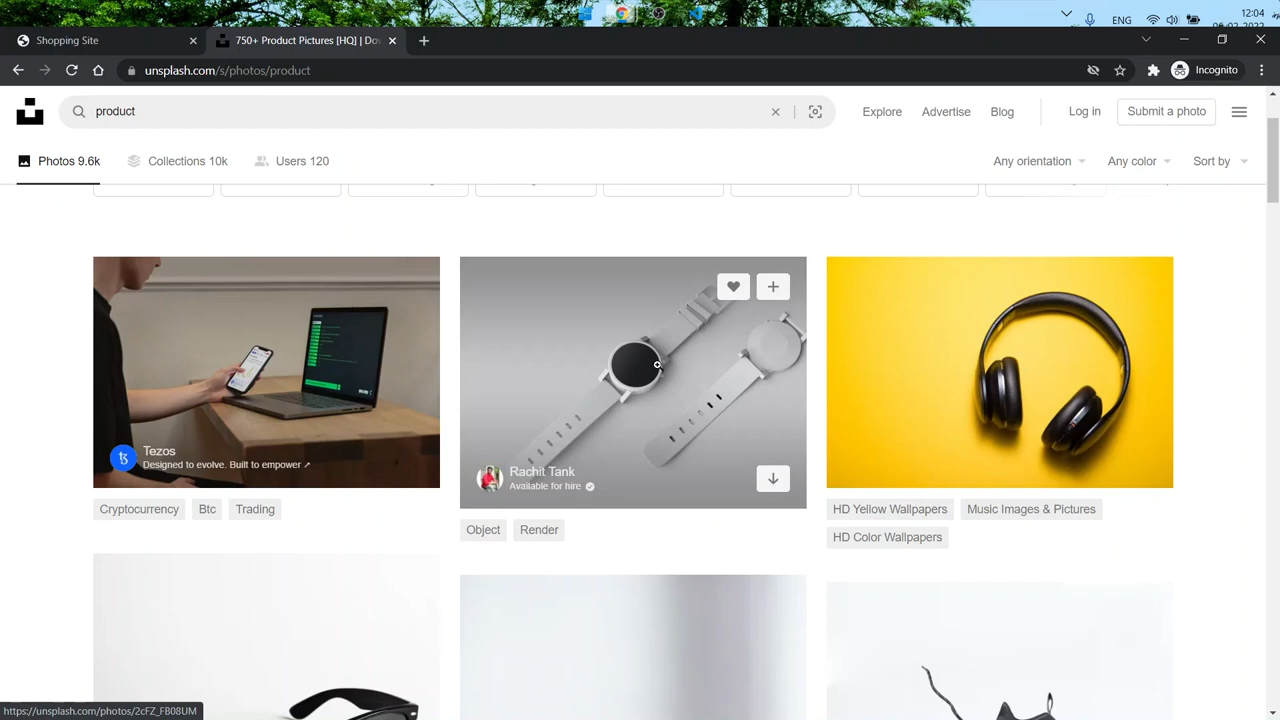 ENG
12:04
06-02-2022
Shopping Site
750+ Product Pictures [HQ] | Do
unsplash.com/s/photos/product
Incognito
product
Explore
Advertise
Blog
Log in
Submit a photo
Photos 9.6k
Collections 10k
Users 120
Any orientation
Any color
Sort by
Tezos
Designed to evolve. Built to empower ↗
Rachit Tank
Available for hire
Cryptocurrency
Btc
Trading
Object
Render
HD Yellow Wallpapers
Music Images & Pictures
HD Color Wallpapers
https://unsplash.com/photos/2cFZ_FB08UM